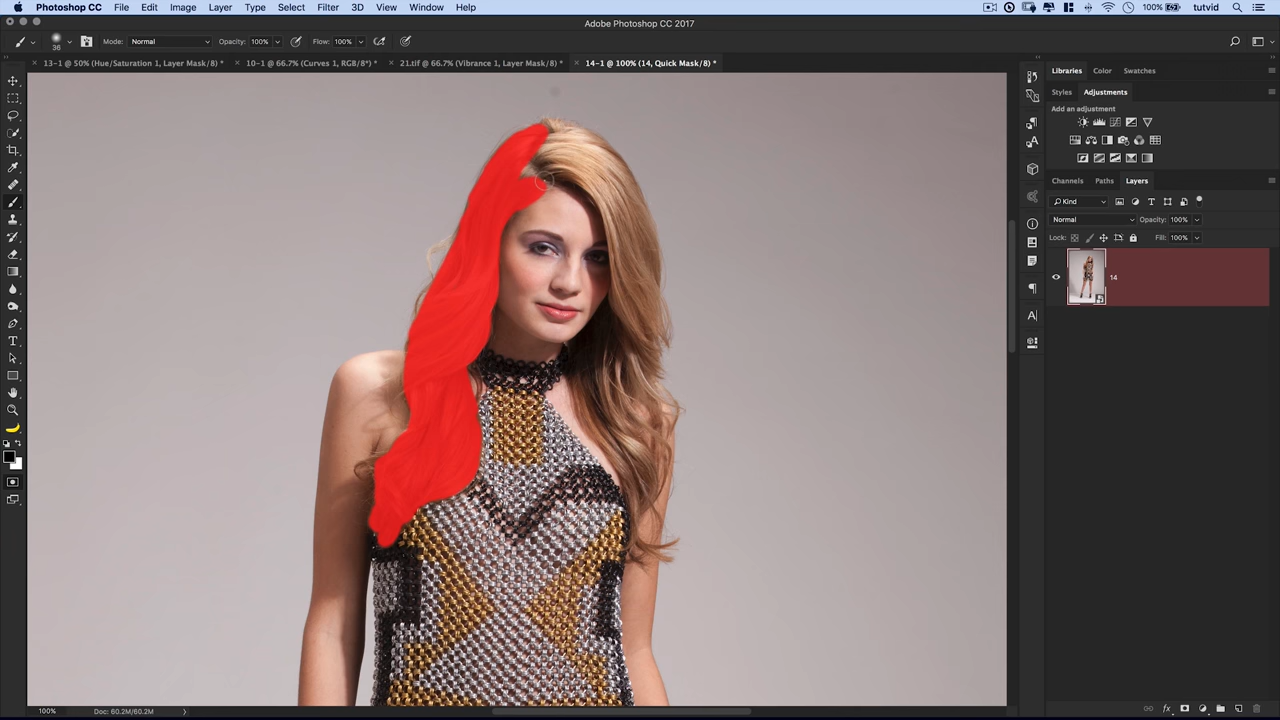 Photoshop CC File Edit Image Layer Type Select Filter 3D View Window Help 100% tutvid
Adobe Photoshop CC 2017
36 Mode: Normal Opacity: 100% Flow: 100%
13-1 @ 50% (Hue/Saturation 1, Layer Mask/8) * 10-1 @ 66.7% (Curves 1, RGB/8*) * 21.tif @ 66.7% (Vibrance 1, Layer Mask/8) * 14-1 @ 100% (14, Quick Mask/8) *
Libraries Color Swatches
Styles Adjustments
Add an adjustment
Channels Paths Layers
Kind
Normal Opacity: 100%
Lock: Fill: 100%
14
100% Doc: 60.2M/60.2M